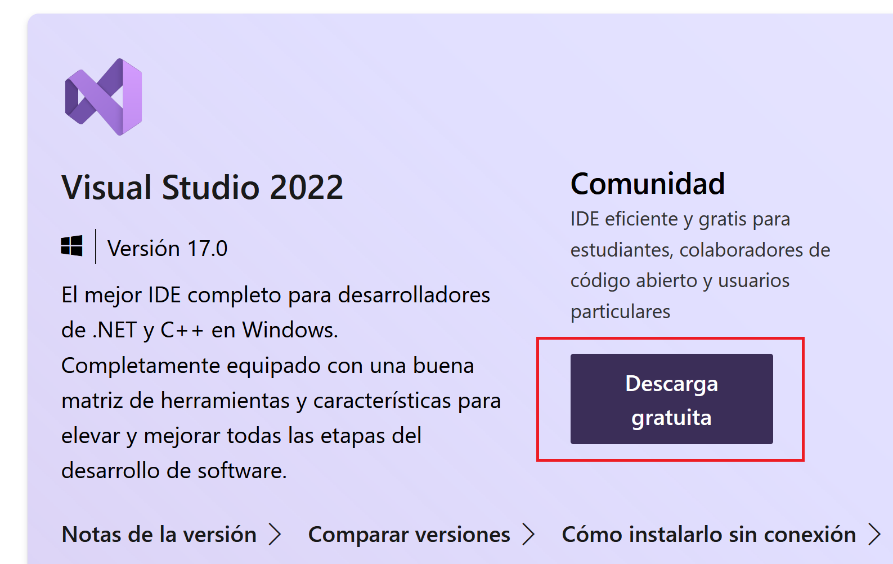 Visual Studio 2022
Versión 17.0
El mejor IDE completo para desarrolladores
de .NET y C++ en Windows.
Completamente equipado con una buena
matriz de herramientas y características para
elevar y mejorar todas las etapas del
desarrollo de software.
Comunidad
IDE eficiente y gratis para
estudiantes, colaboradores de
código abierto y usuarios
particulares
Descarga
gratuita
Notas de la versión
Comparar versiones
Cómo instalarlo sin conexión